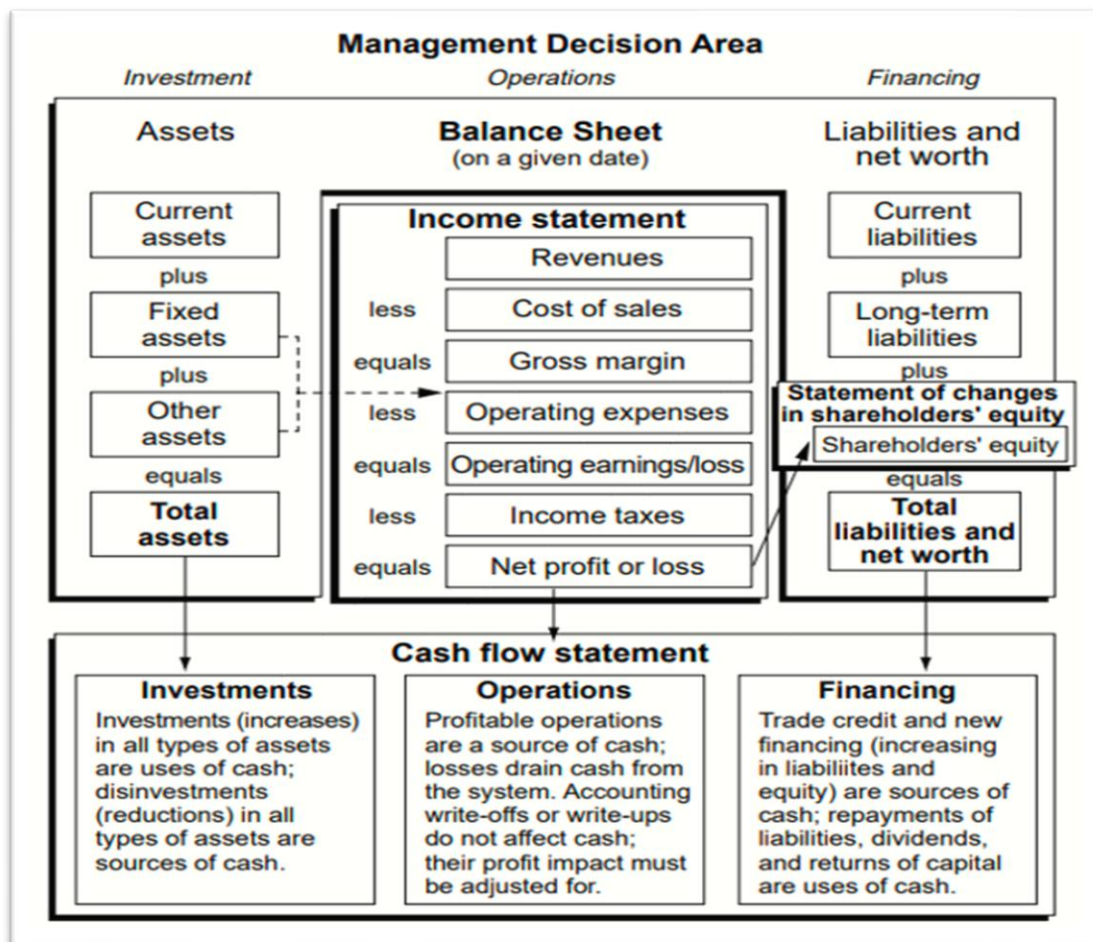 Management Decision Area
Investment
Operations
Financing
Assets
Current
assets
plus
Fixed
assets
plus
Other
assets
equals
Total
assets
Balance Sheet
(on a given date)
Income statement
Revenues
less
Cost of sales
equals
Gross margin
less
Operating expenses
equals
Operating earnings/loss
less
Income taxes
equals
Net profit or loss
Liabilities and
net worth
Current
liabilities
plus
Long-term
liabilities
plus
Statement of changes
in shareholders' equity
Shareholders' equity
equals
Total
liabilities and
net worth
Cash flow statement
Investments
Investments (increases)
in all types of assets
are uses of cash;
disinvestments
(reductions) in all
types of assets are
sources of cash.
Operations
Profitable operations
are a source of cash;
losses drain cash from
the system. Accounting
write-offs or write-ups
do not affect cash;
their profit impact must
be adjusted for.
Financing
Trade credit and new
financing (increasing
in liabiliites and
equity) are sources of
cash; repayments of
liabilities, dividends,
and returns of capital
are uses of cash.